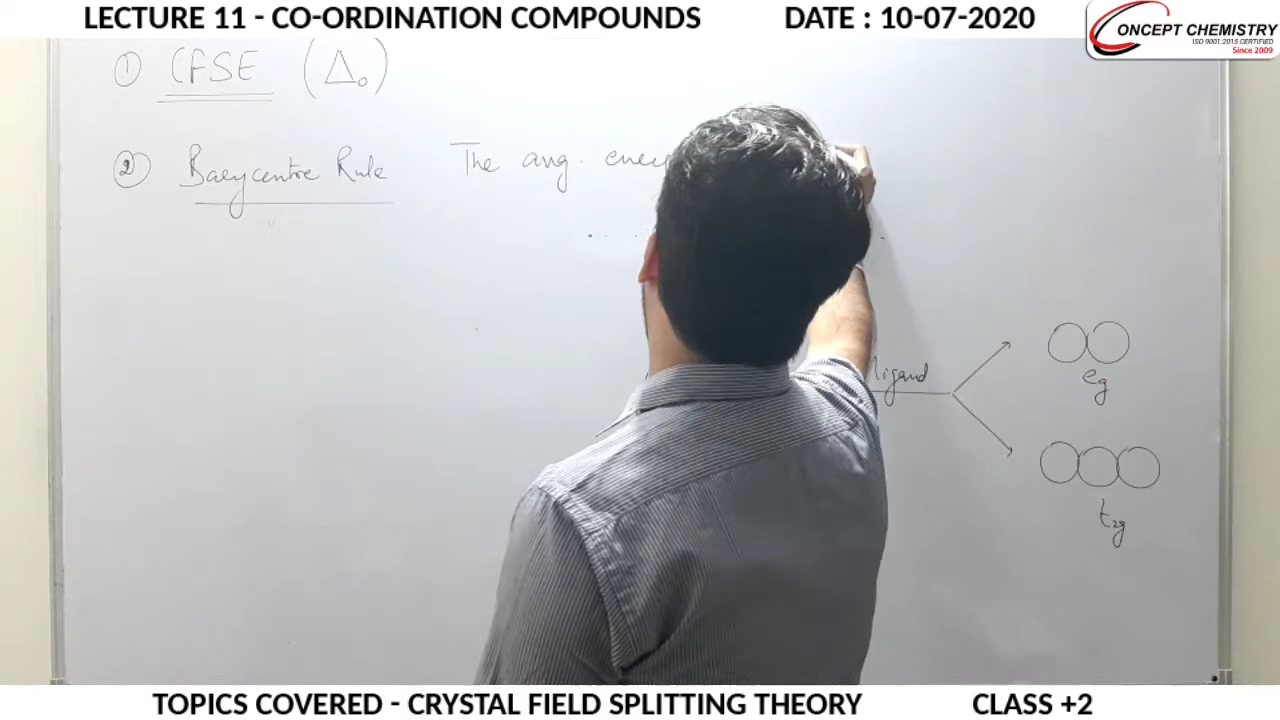 LECTURE 11 - CO-ORDINATION COMPOUNDS DATE : 10-07-2020
ONCEPT CHEMISTRY
ISO 9001:2015 CERTIFIED
Since 2009
① CFSE (Δo)
② Barycentre Rule The avg. ener
ligand
eg
t2g
TOPICS COVERED - CRYSTAL FIELD SPLITTING THEORY CLASS +2